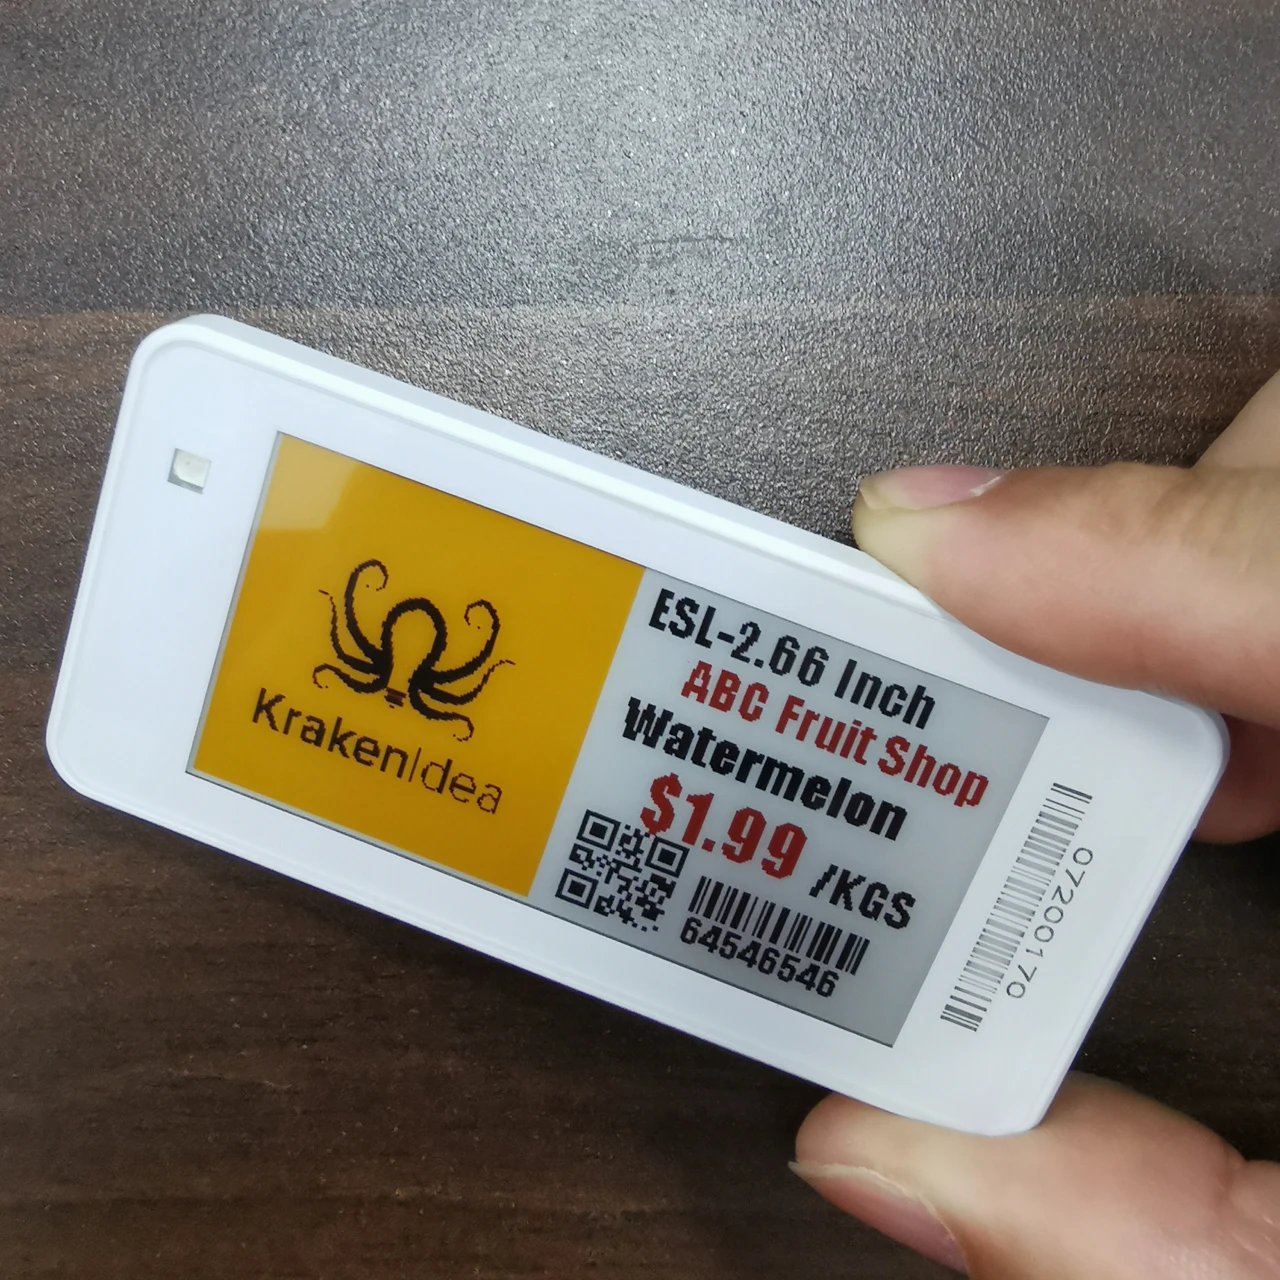 KrakenIdea
ESL-2.66 Inch
ABC Fruit Shop
Watermelon
$1.99 /KGS
64546546
07200170